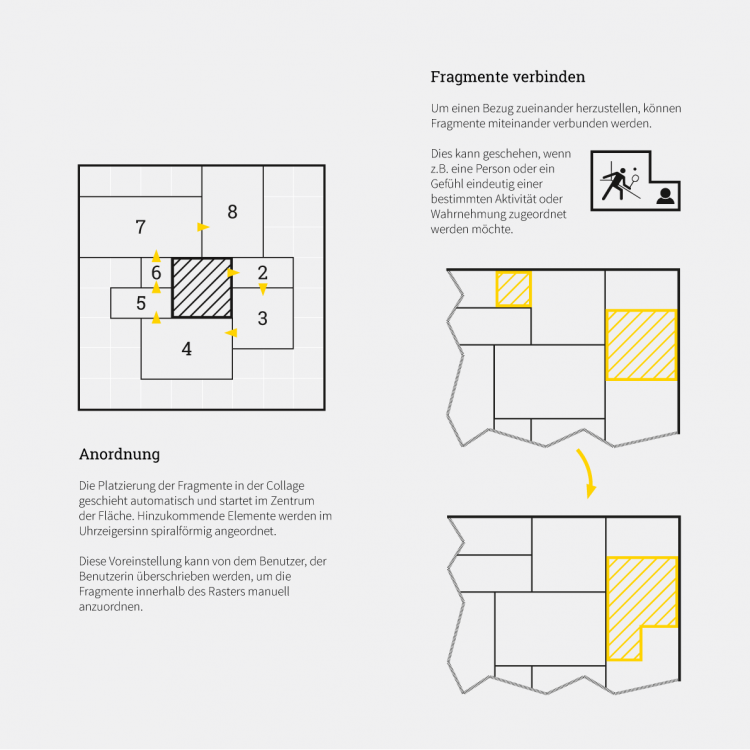 7
8
6
2
5
3
4
Anordnung
Die Platzierung der Fragmente in der Collage
geschieht automatisch und startet im Zentrum
der Fläche. Hinzukommende Elemente werden im
Uhrzeigersinn spiralförmig angeordnet.
Diese Voreinstellung kann von dem Benutzer, der
Benutzerin überschrieben werden, um die
Fragmente innerhalb des Rasters manuell
anzuordnen.
Fragmente verbinden
Um einen Bezug zueinander herzustellen, können
Fragmente miteinander verbunden werden.
Dies kann geschehen, wenn
z.B. eine Person oder ein
Gefühl eindeutig einer
bestimmten Aktivität oder
Wahrnehmung zugeordnet
werden möchte.